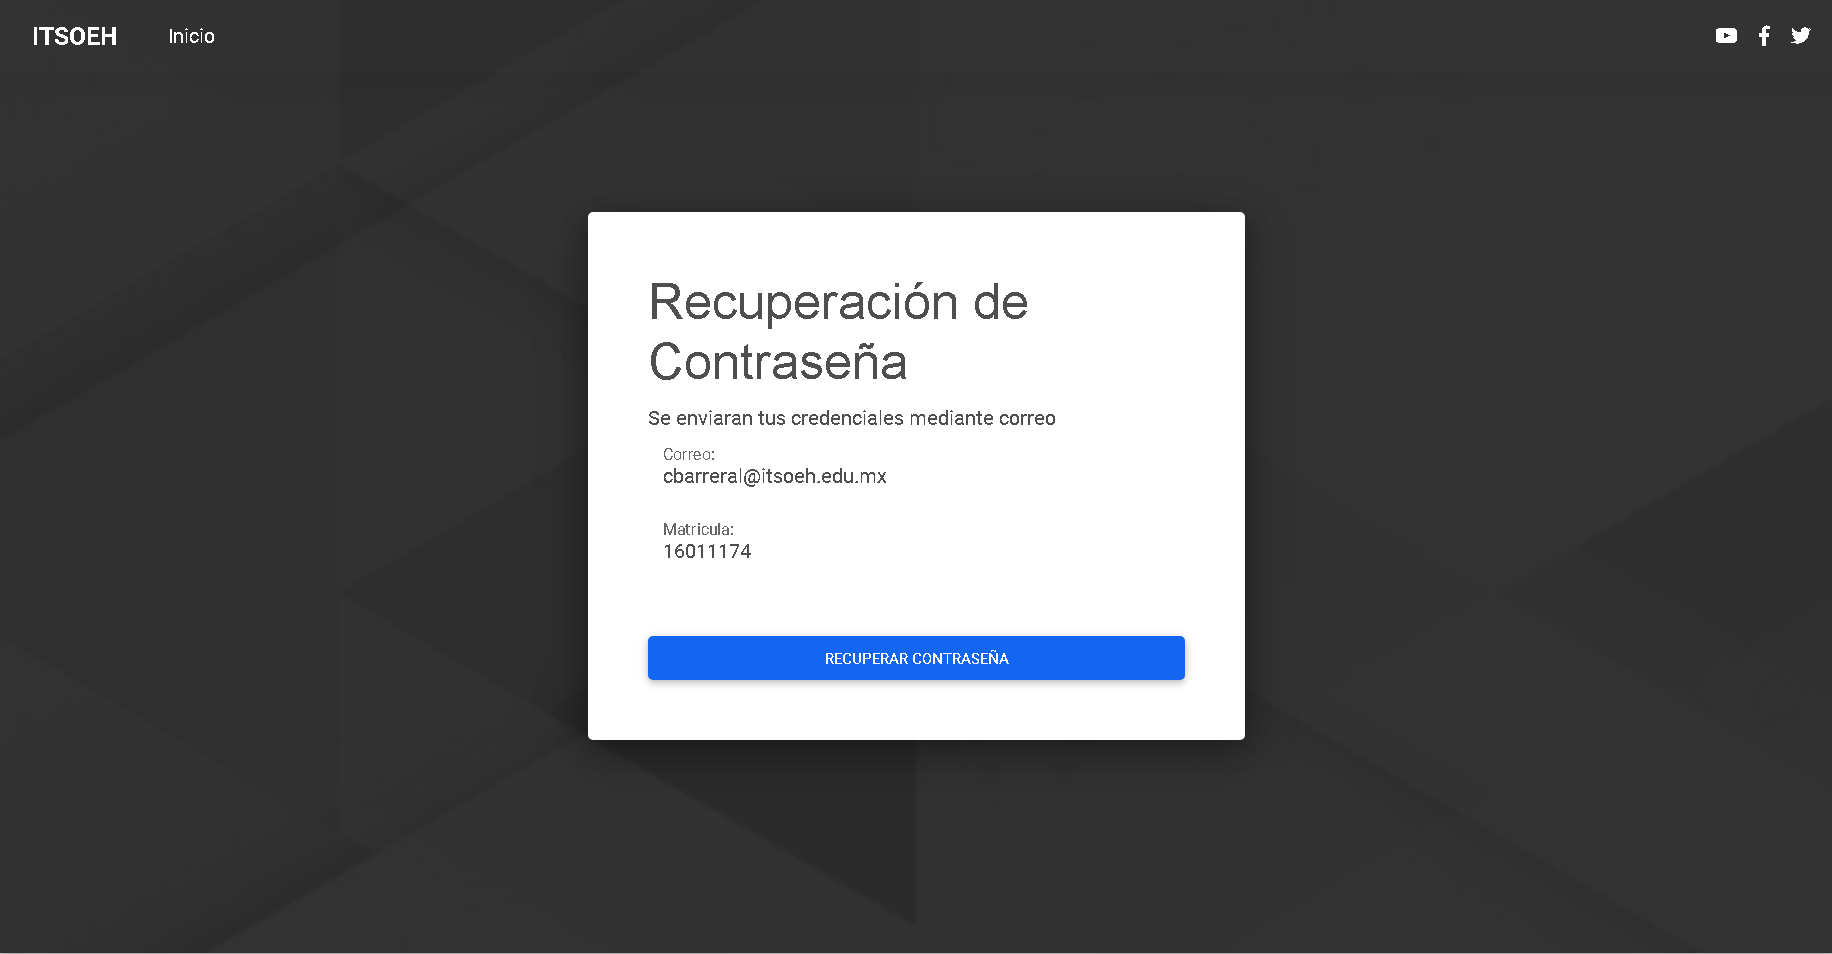 ITSOEH Inicio
Recuperación de
Contraseña
Se enviaran tus credenciales mediante correo
Correo:
cbarreral@itsoeh.edu.mx
Matricula:
16011174
RECUPERAR CONTRASEÑA